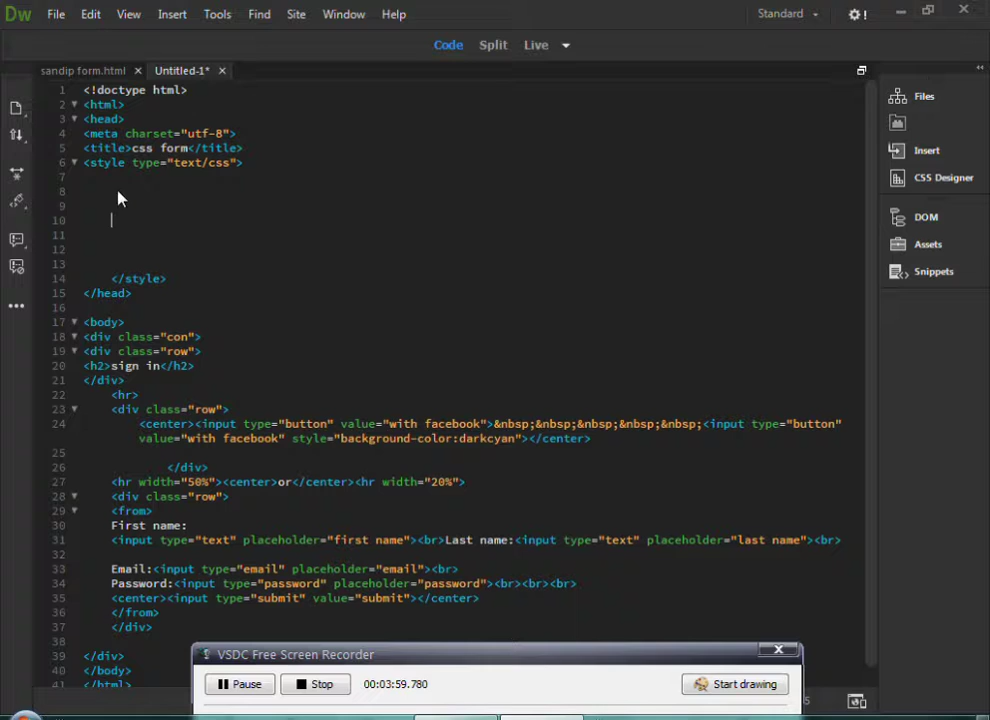 Dw File Edit View Insert Tools Find Site Window Help Standard !
Code Split Live
sandip form.html × Untitled-1* ×
1 <!doctype html>
2 <html>
3 <head>
4 <meta charset="utf-8">
5 <title>css form</title>
6 <style type="text/css">
7
8
9
10
11
12
13
14 </style>
15 </head>
16
17 <body>
18 <div class="con">
19 <div class="row">
20 <h2>sign in</h2>
21 </div>
22 <hr>
23 <div class="row">
24 <center><input type="button" value="with facebook">&nbsp;&nbsp;&nbsp;&nbsp;&nbsp;<input type="button"
value="with facebook" style="background-color:darkcyan"></center>
25
26 </div>
27 <hr width="50%"><center>or</center><hr width="20%">
28 <div class="row">
29 <from>
30 First name:
31 <input type="text" placeholder="first name"><br>Last name:<input type="text" placeholder="last name"><br>
32
33 Email:<input type="email" placeholder="email"><br>
34 Password:<input type="password" placeholder="password"><br><br><br>
35 <center><input type="submit" value="submit"></center>
36 </from>
37 </div>
38
39 </div>
40 </body>
41 </html>
Files
Insert
CSS Designer
DOM
Assets
Snippets
VSDC Free Screen Recorder X
Pause Stop 00:03:59.780 Start drawing